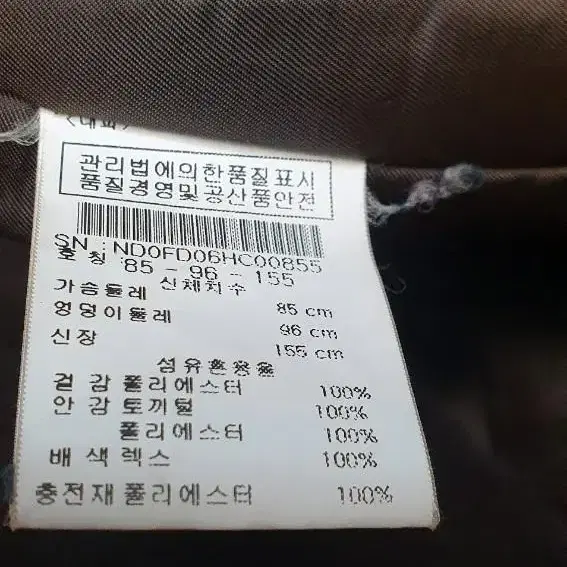 <내피>
관리법에의한품질표시
품질경영및공산품안전
SN.: ND0FD06HC00855
호칭 :85 - 96 - 155
신체치수
가슴둘레 85 cm
엉덩이둘레 96 cm
신장 155 cm
섬유혼용율
겉감폴리에스터 100%
안감토끼털 100%
폴리에스터 100%
배색렉스 100%
충전재폴리에스터 100%